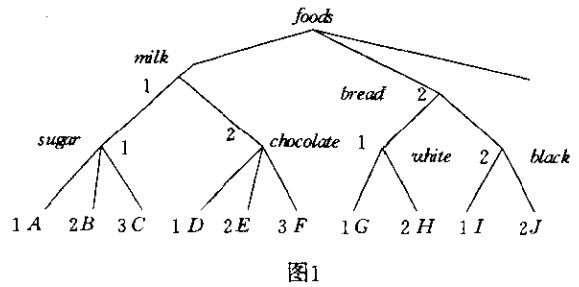 foods
milk
1
bread 2
sugar 1
2 chocolate
1 white
2 black
1 A 2 B 3 C 1 D 2 E 3 F 1 G 2 H 1 I 2 J
图1